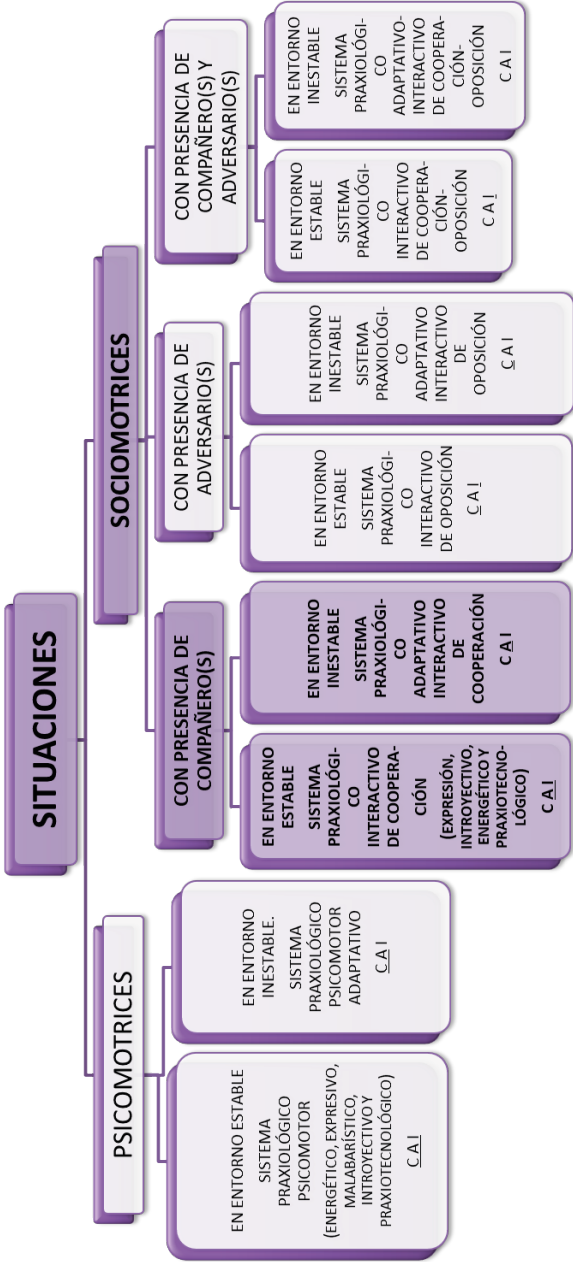 SITUACIONES
PSICOMOTRICES
SOCIOMOTRICES
CON PRESENCIA DE
COMPAÑERO(S)
CON PRESENCIA DE
ADVERSARIO(S)
CON PRESENCIA DE
COMPAÑERO(S) Y
ADVERSARIO(S)
EN ENTORNO ESTABLE
SISTEMA
PRAXIOLÓGICO
PSICOMOTOR
(ENERGÉTICO, EXPRESIVO,
MALABARÍSTICO,
INTROYECTIVO Y
PRAXIOTECNOLÓGICO)
C A I
EN ENTORNO
INESTABLE.
SISTEMA
PRAXIOLÓGICO
PSICOMOTOR
ADAPTATIVO
C A I
EN ENTORNO
ESTABLE
SISTEMA
PRAXIOLÓGI-
CO
INTERACTIVO
DE COOPERA-
CIÓN
(EXPRESIÓN,
INTROYECTIVO,
ENERGÉTICO Y
PRAXIOTECNO-
LÓGICO)
C A I
EN ENTORNO
INESTABLE
SISTEMA
PRAXIOLÓGI-
CO
ADAPTATIVO
INTERACTIVO
DE
COOPERACIÓN
C A I
EN ENTORNO
ESTABLE
SISTEMA
PRAXIOLÓGI-
CO
INTERACTIVO
DE OPOSICIÓN
C A I
EN ENTORNO
INESTABLE
SISTEMA
PRAXIOLÓGI-
CO
ADAPTATIVO
INTERACTIVO
DE
OPOSICIÓN
C A I
EN ENTORNO
ESTABLE
SISTEMA
PRAXIOLÓGI-
CO
INTERACTIVO
DE COOPERA-
CIÓN-
OPOSICIÓN
C A I
EN ENTORNO
INESTABLE
SISTEMA
PRAXIOLÓGI-
CO
ADAPTATIVO-
INTERACTIVO
DE COOPERA-
CIÓN-
OPOSICIÓN
C A I